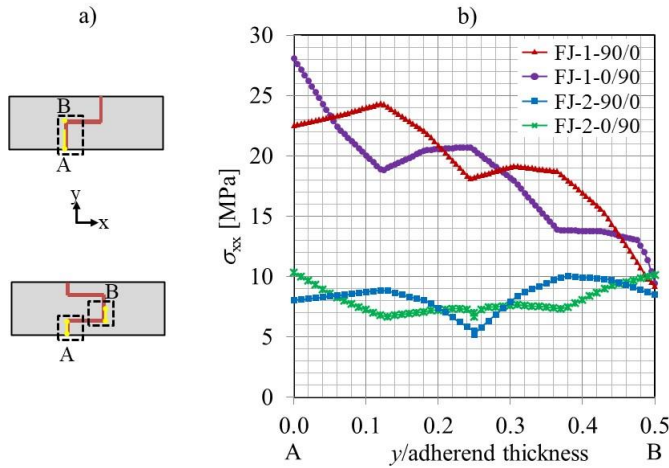 a)
B
A
y
x
B
A
b)
σxx [MPa]
30
25
20
15
10
5
0
FJ-1-90/0
FJ-1-0/90
FJ-2-90/0
FJ-2-0/90
0.0 0.1 0.2 0.3 0.4 0.5
A y/adherend thickness B